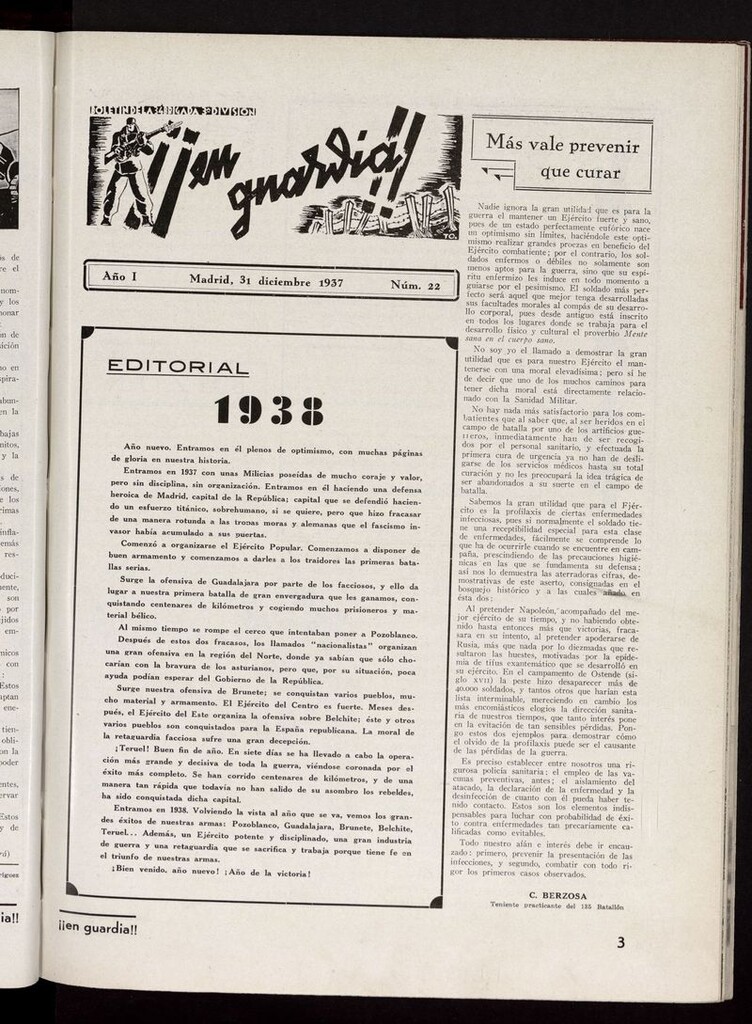 BOLETIN DE LA 34 BRIGADA 3ª DIVISION
¡¡en guardia!!
Año I Madrid, 31 diciembre 1937 Núm. 22
EDITORIAL
1938
Año nuevo. Entramos en él plenos de optimismo, con muchas páginas
de gloria en nuestra historia.
Entramos en 1937 con unas Milicias poseídas de mucho coraje y valor,
pero sin disciplina, sin organización. Entramos en él haciendo una defensa
heroica de Madrid, capital de la República; capital que se defendió hacien-
do un esfuerzo titánico, sobrehumano, si se quiere, pero que hizo fracasar
de una manera rotunda a las tropas moras y alemanas que el fascismo in-
vasor había acumulado a sus puertas.
Comenzó a organizarse el Ejército Popular. Comenzamos a disponer de
buen armamento y comenzamos a darles a los traidores las primeras bata-
llas serias.
Surge la ofensiva de Guadalajara por parte de los facciosos, y ello da
lugar a nuestra primera batalla de gran envergadura que les ganamos, con-
quistando centenares de kilómetros y cogiendo muchos prisioneros y ma-
terial bélico.
Al mismo tiempo se rompe el cerco que intentaban poner a Pozoblanco.
Después de estos dos fracasos, los llamados "nacionalistas" organizan
una gran ofensiva en la región del Norte, donde ya sabían que sólo cho-
carían con la bravura de los asturianos, pero que, por su situación, poca
ayuda podían esperar del Gobierno de la República.
Surge nuestra ofensiva de Brunete; se conquistan varios pueblos, mu-
cho material y armamento. El Ejército del Centro es fuerte. Meses des-
pués, el Ejército del Este organiza la ofensiva sobre Belchite; éste y otros
varios pueblos son conquistados para la España republicana. La moral de
la retaguardia facciosa sufre una gran decepción.
¡Teruel! Buen fin de año. En siete días se ha llevado a cabo la opera-
ción más grande y decisiva de toda la guerra, viéndose coronada por el
éxito más completo. Se han corrido centenares de kilómetros, y de una
manera tan rápida que todavía no han salido de su asombro los rebeldes,
ha sido conquistada dicha capital.
Entramos en 1938. Volviendo la vista al año que se va, vemos los gran-
des éxitos de nuestras armas: Pozoblanco, Guadalajara, Brunete, Belchite,
Teruel... Además, un Ejército potente y disciplinado, una gran industria
de guerra y una retaguardia que se sacrifica y trabaja porque tiene fe en
el triunfo de nuestras armas.
¡Bien venido, año nuevo! ¡Año de la victoria!
Más vale prevenir
que curar
Nadie ignora la gran utilidad que es para la
guerra el mantener un Ejército fuerte y sano,
pues de un estado perfectamente eufórico nace
un optimismo sin límites, haciéndole este opti-
mismo realizar grandes proezas en beneficio del
Ejército combatiente; por el contrario, los sol-
dados enfermos o débiles no solamente son
menos aptos para la guerra, sino que su espí-
ritu enfermizo les induce en todo momento a
guiarse por el pesimismo. El soldado más per-
fecto será aquel que mejor tenga desarrolladas
sus facultades morales al compás de su desarro-
llo corporal, pues desde antiguo está inscrito
en todos los lugares donde se trabaja para el
desarrollo físico y cultural el proverbio Mente
sana en el cuerpo sano.
No soy yo el llamado a demostrar la gran
utilidad que es para nuestro Ejército el man-
tenerse con una moral elevadísima; pero sí he
de decir que uno de los muchos caminos para
tener dicha moral está directamente relacio-
nado con la Sanidad Militar.
No hay nada más satisfactorio para los com-
batientes que al saber que, al ser heridos en el
campo de batalla por uno de los artificios gue-
rreros, inmediatamente han de ser recogi-
dos por el personal sanitario, y efectuada la
primera cura de urgencia ya no han de desli-
garse de los servicios médicos hasta su total
curación y no les preocupará la idea trágica de
ser abandonados a su suerte en el campo de
batalla.
Sabemos la gran utilidad que para el Ejér-
cito es la profilaxis de ciertas enfermedades
infecciosas, pues si normalmente el soldado tie-
ne una receptibilidad especial para esta clase
de enfermedades, fácilmente se comprende lo
que ha de ocurrirle cuando se encuentre en cam-
paña, prescindiendo de las precauciones higié-
nicas en las que se fundamenta su defensa;
así nos lo demuestra las aterradoras cifras, de-
mostrativas de este aserto, consignadas en el
bosquejo histórico y a las cuales añado en
ésta dos:
Al pretender Napoleón, acompañado del me-
jor ejército de su tiempo, y no habiendo obte-
nido hasta entonces más que victorias, fraca-
sara en su intento, al pretender apoderarse de
Rusia, más que nada por lo diezmadas que re-
sultaron las huestes, motivadas por la epide-
mia de tifus exantemático que se desarrolló en
su ejército. En el campamento de Ostende (si-
glo XVII) la peste hizo desaparecer más de
40.000 soldados, y tantos otros que harían esta
lista interminable, mereciendo en cambio los
más encomiásticos elogios la dirección sanita-
ria de nuestros tiempos, que tanto interés pone
en la evitación de tan sensibles pérdidas. Pon-
go estos dos ejemplos para demostrar cómo
el olvido de la profilaxis puede ser el causante
de las pérdidas de la guerra.
Es preciso establecer entre nosotros una ri-
gurosa policía sanitaria; el empleo de las va-
cunas preventivas, antes; el aislamiento del
atacado, la declaración de la enfermedad y la
desinfección de cuanto con él pueda haber te-
nido contacto. Estos son los elementos indis-
pensables para luchar con probabilidad de éxi-
to contra enfermedades tan precariamente ca-
lificadas como evitables.
Todo nuestro afán e interés debe ir encau-
zado: primero, prevenir la presentación de las
infecciones, y segundo, combatir con todo ri-
gor los primeros casos observados.
C. BERZOSA
Teniente practicante del 135 Batallón
¡¡en guardia!!
3